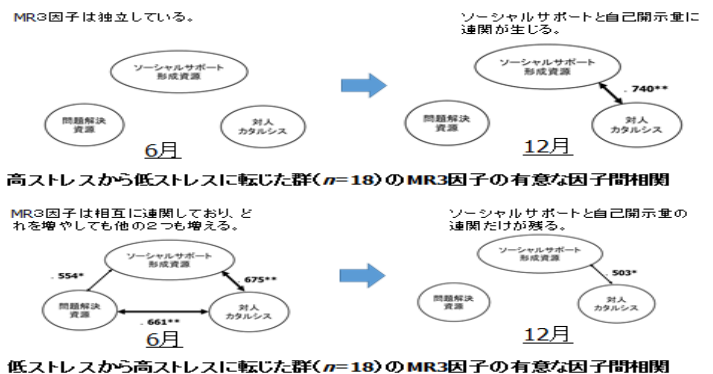 MR3因子は独立している。
ソーシャルサポートと自己開示量に
連関が生じる。
ソーシャルサポート
形成資源
問題解決
資源
対人
カタルシス
6月
ソーシャルサポート
形成資源
.740**
問題解決
資源
対人
カタルシス
12月
高ストレスから低ストレスに転じた群(n=18)のMR3因子の有意な因子間相関
MR3因子は相互に連関しており、ど
れを増やしても他の2つも増える。
ソーシャルサポートと自己開示量の
連関だけが残る。
ソーシャルサポート
形成資源
.554*
.675**
問題解決
資源
対人
カタルシス
.661**
6月
ソーシャルサポート
形成資源
.503*
問題解決
資源
対人
カタルシス
12月
低ストレスから高ストレスに転じた群(n=18)のMR3因子の有意な因子間相関